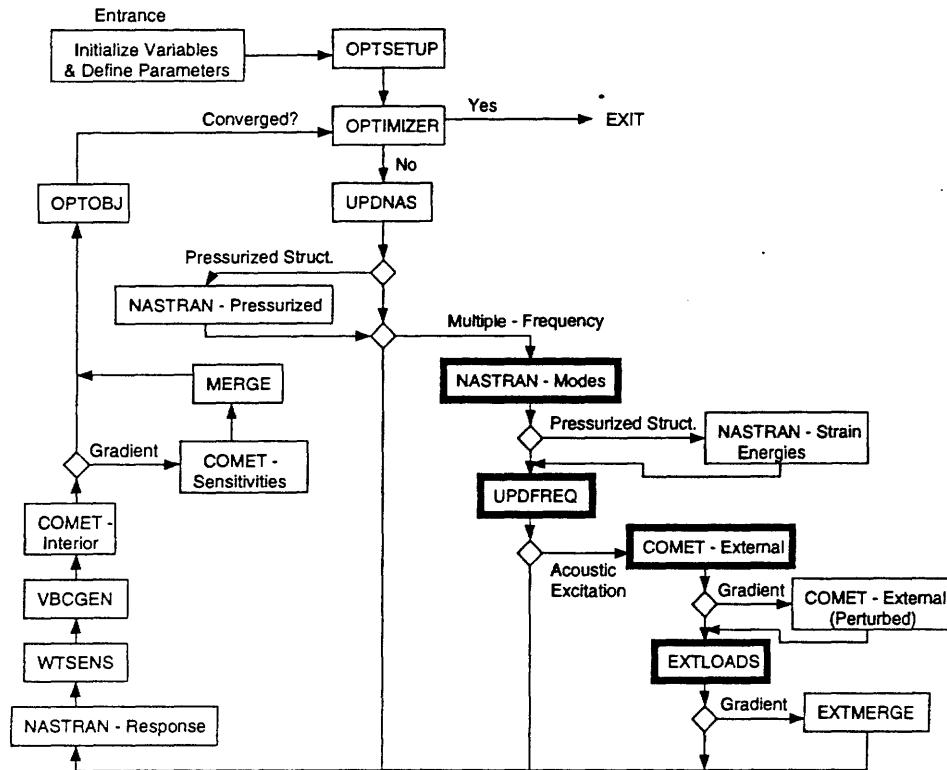 Entrance
Initialize Variables
& Define Parameters
OPTSETUP
Converged?
OPTIMIZER
Yes
EXIT
No
OPTOBJ
UPDNAS
Pressurized Struct.
NASTRAN - Pressurized
Multiple - Frequency
NASTRAN - Modes
MERGE
Pressurized Struct.
NASTRAN - Strain
Energies
Gradient
COMET -
Sensitivities
UPDFREQ
COMET -
Interior
COMET - External
Acoustic
Excitation
VBCGEN
Gradient
COMET - External
(Perturbed)
WTSENS
EXTLOADS
NASTRAN - Response
Gradient
EXTMERGE